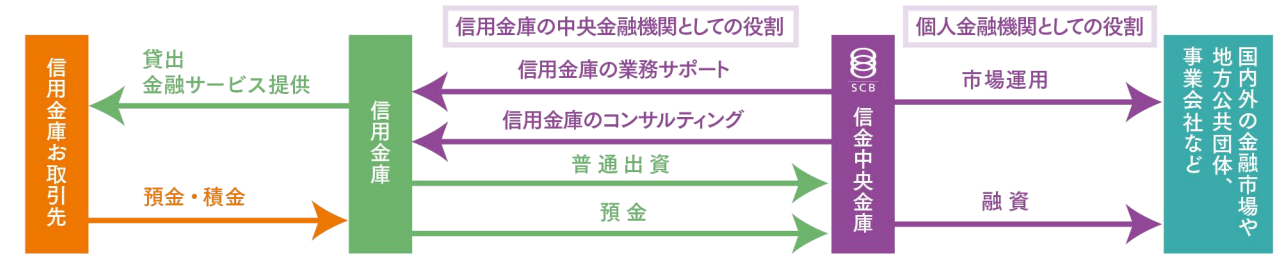 信用金庫の中央金融機関としての役割
個人金融機関としての役割
信用金庫お取引先
貸出
金融サービス提供
預金・積金
信用金庫
信用金庫の業務サポート
信用金庫のコンサルティング
普通出資
預金
SCB
信金中央金庫
市場運用
融資
国内外の金融市場や
地方公共団体、
事業会社など